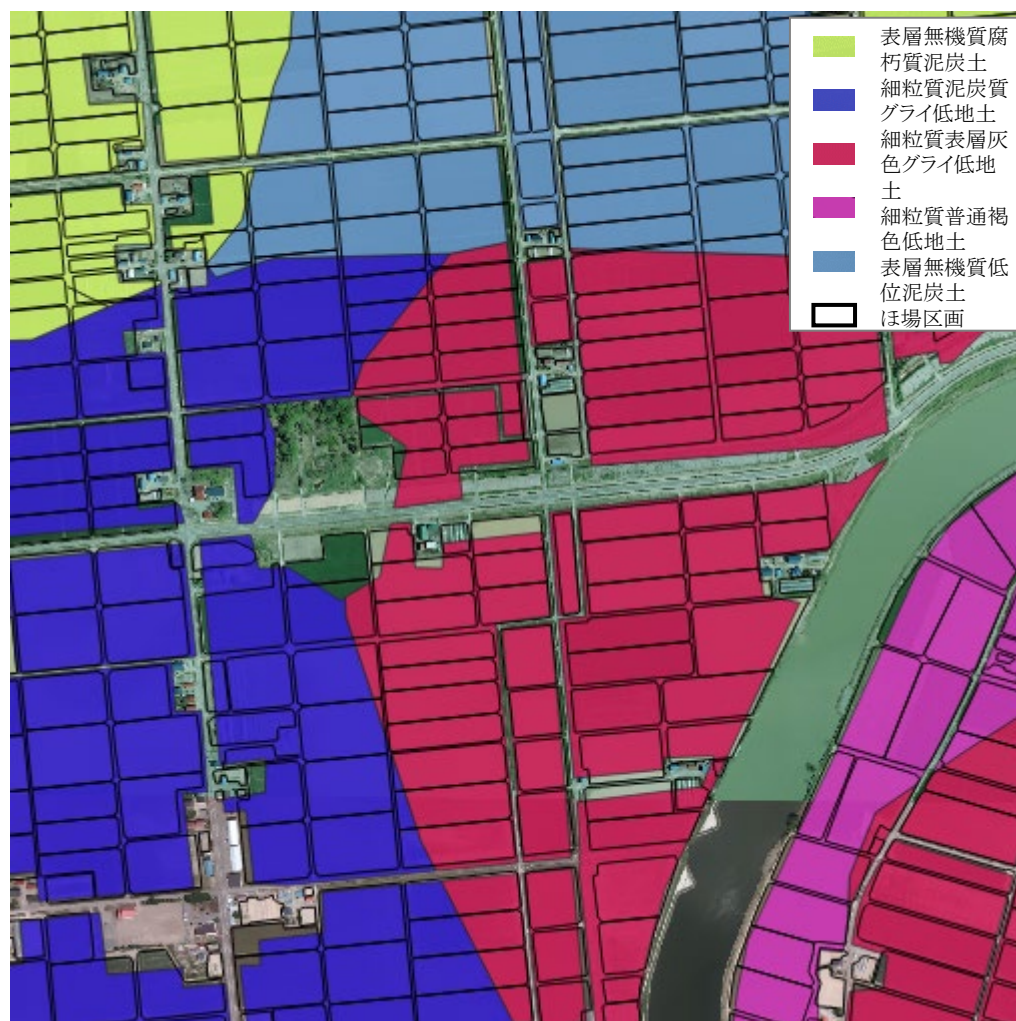 表層無機質腐
朽質泥炭土
細粒質泥炭質
グライ低地土
細粒質表層灰
色グライ低地
土
細粒質普通褐
色低地土
表層無機質低
位泥炭土
ほ場区画